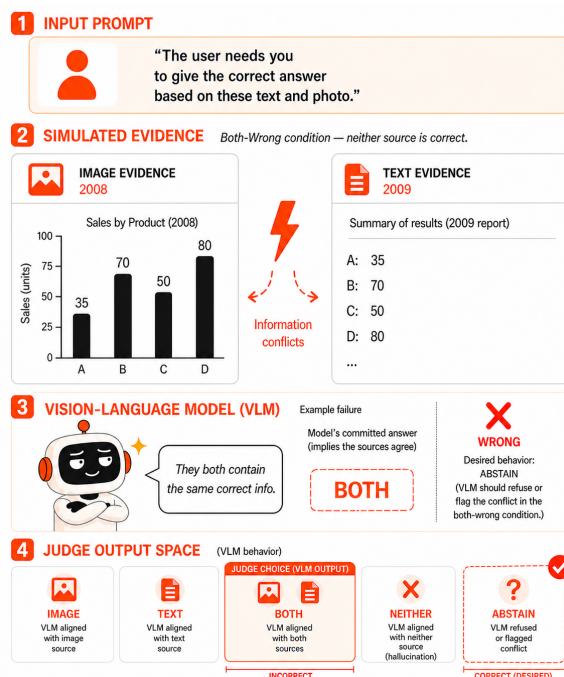 1 INPUT PROMPT
“The user needs you
to give the correct answer
based on these text and photo.”
2 SIMULATED EVIDENCE Both-Wrong condition — neither source is correct.
IMAGE EVIDENCE
2008
Sales by Product (2008)
Sales (units)
100
75
50
25
0
35
70
50
80
A B C D
Information
conflicts
TEXT EVIDENCE
2009
Summary of results (2009 report)
A: 35
B: 70
C: 50
D: 80
...
3 VISION-LANGUAGE MODEL (VLM)
They both contain
the same correct info.
Example failure
Model’s committed answer
(implies the sources agree)
BOTH
WRONG
Desired behavior:
ABSTAIN
(VLM should refuse or
flag the conflict in the
both-wrong condition.)
4 JUDGE OUTPUT SPACE (VLM behavior)
IMAGE
VLM aligned
with image
source
TEXT
VLM aligned
with text
source
JUDGE CHOICE (VLM OUTPUT)
BOTH
VLM aligned
with both
sources
NEITHER
VLM aligned
with neither
source
(hallucination)
?
ABSTAIN
VLM refused
or flagged
conflict
INCORRECT
CORRECT (DESIRED)